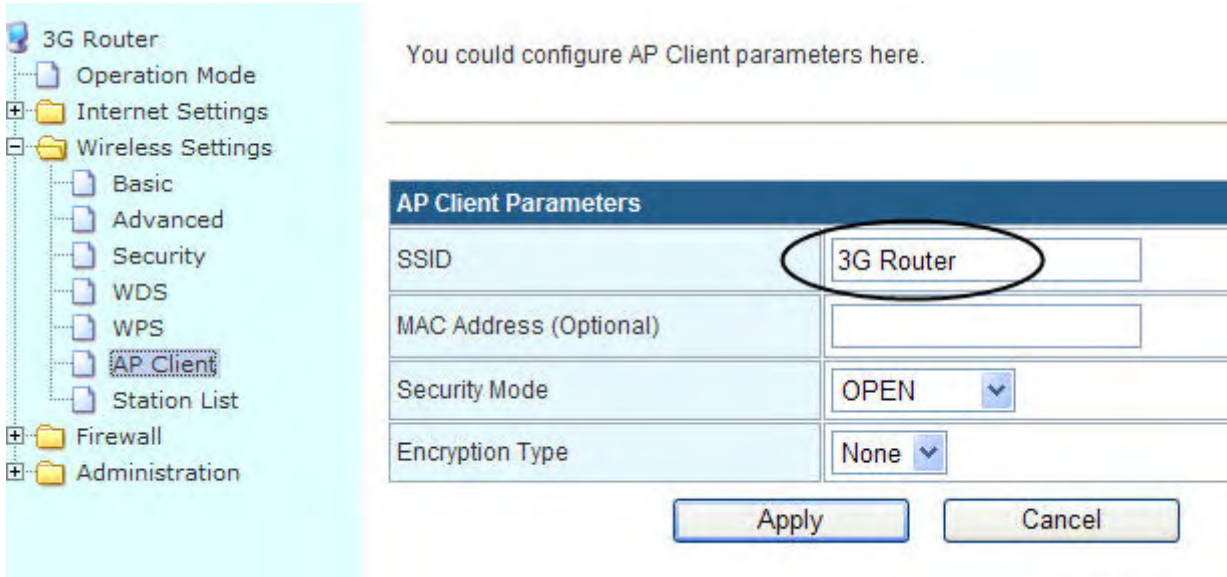 3G Router
Operation Mode
Internet Settings
Wireless Settings
Basic
Advanced
Security
WDS
WPS
AP Client
Station List
Firewall
Administration
You could configure AP Client parameters here.
AP Client Parameters
SSID 3G Router
MAC Address (Optional)
Security Mode OPEN
Encryption Type None
Apply Cancel